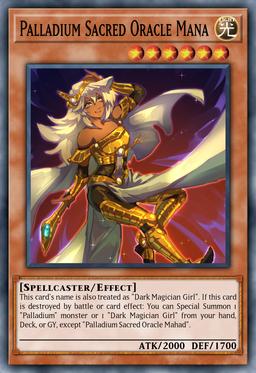 PALLADIUM SACRED ORACLE MANA
光
[SPELLCASTER/EFFECT]
This card's name is also treated as "Dark Magician Girl". If this card
is destroyed by battle or card effect: You can Special Summon 1
"Palladium" monster or 1 "Dark Magician Girl" from your hand,
Deck, or GY, except "Palladium Sacred Oracle Mahad".
ATK/2000 DEF/1700